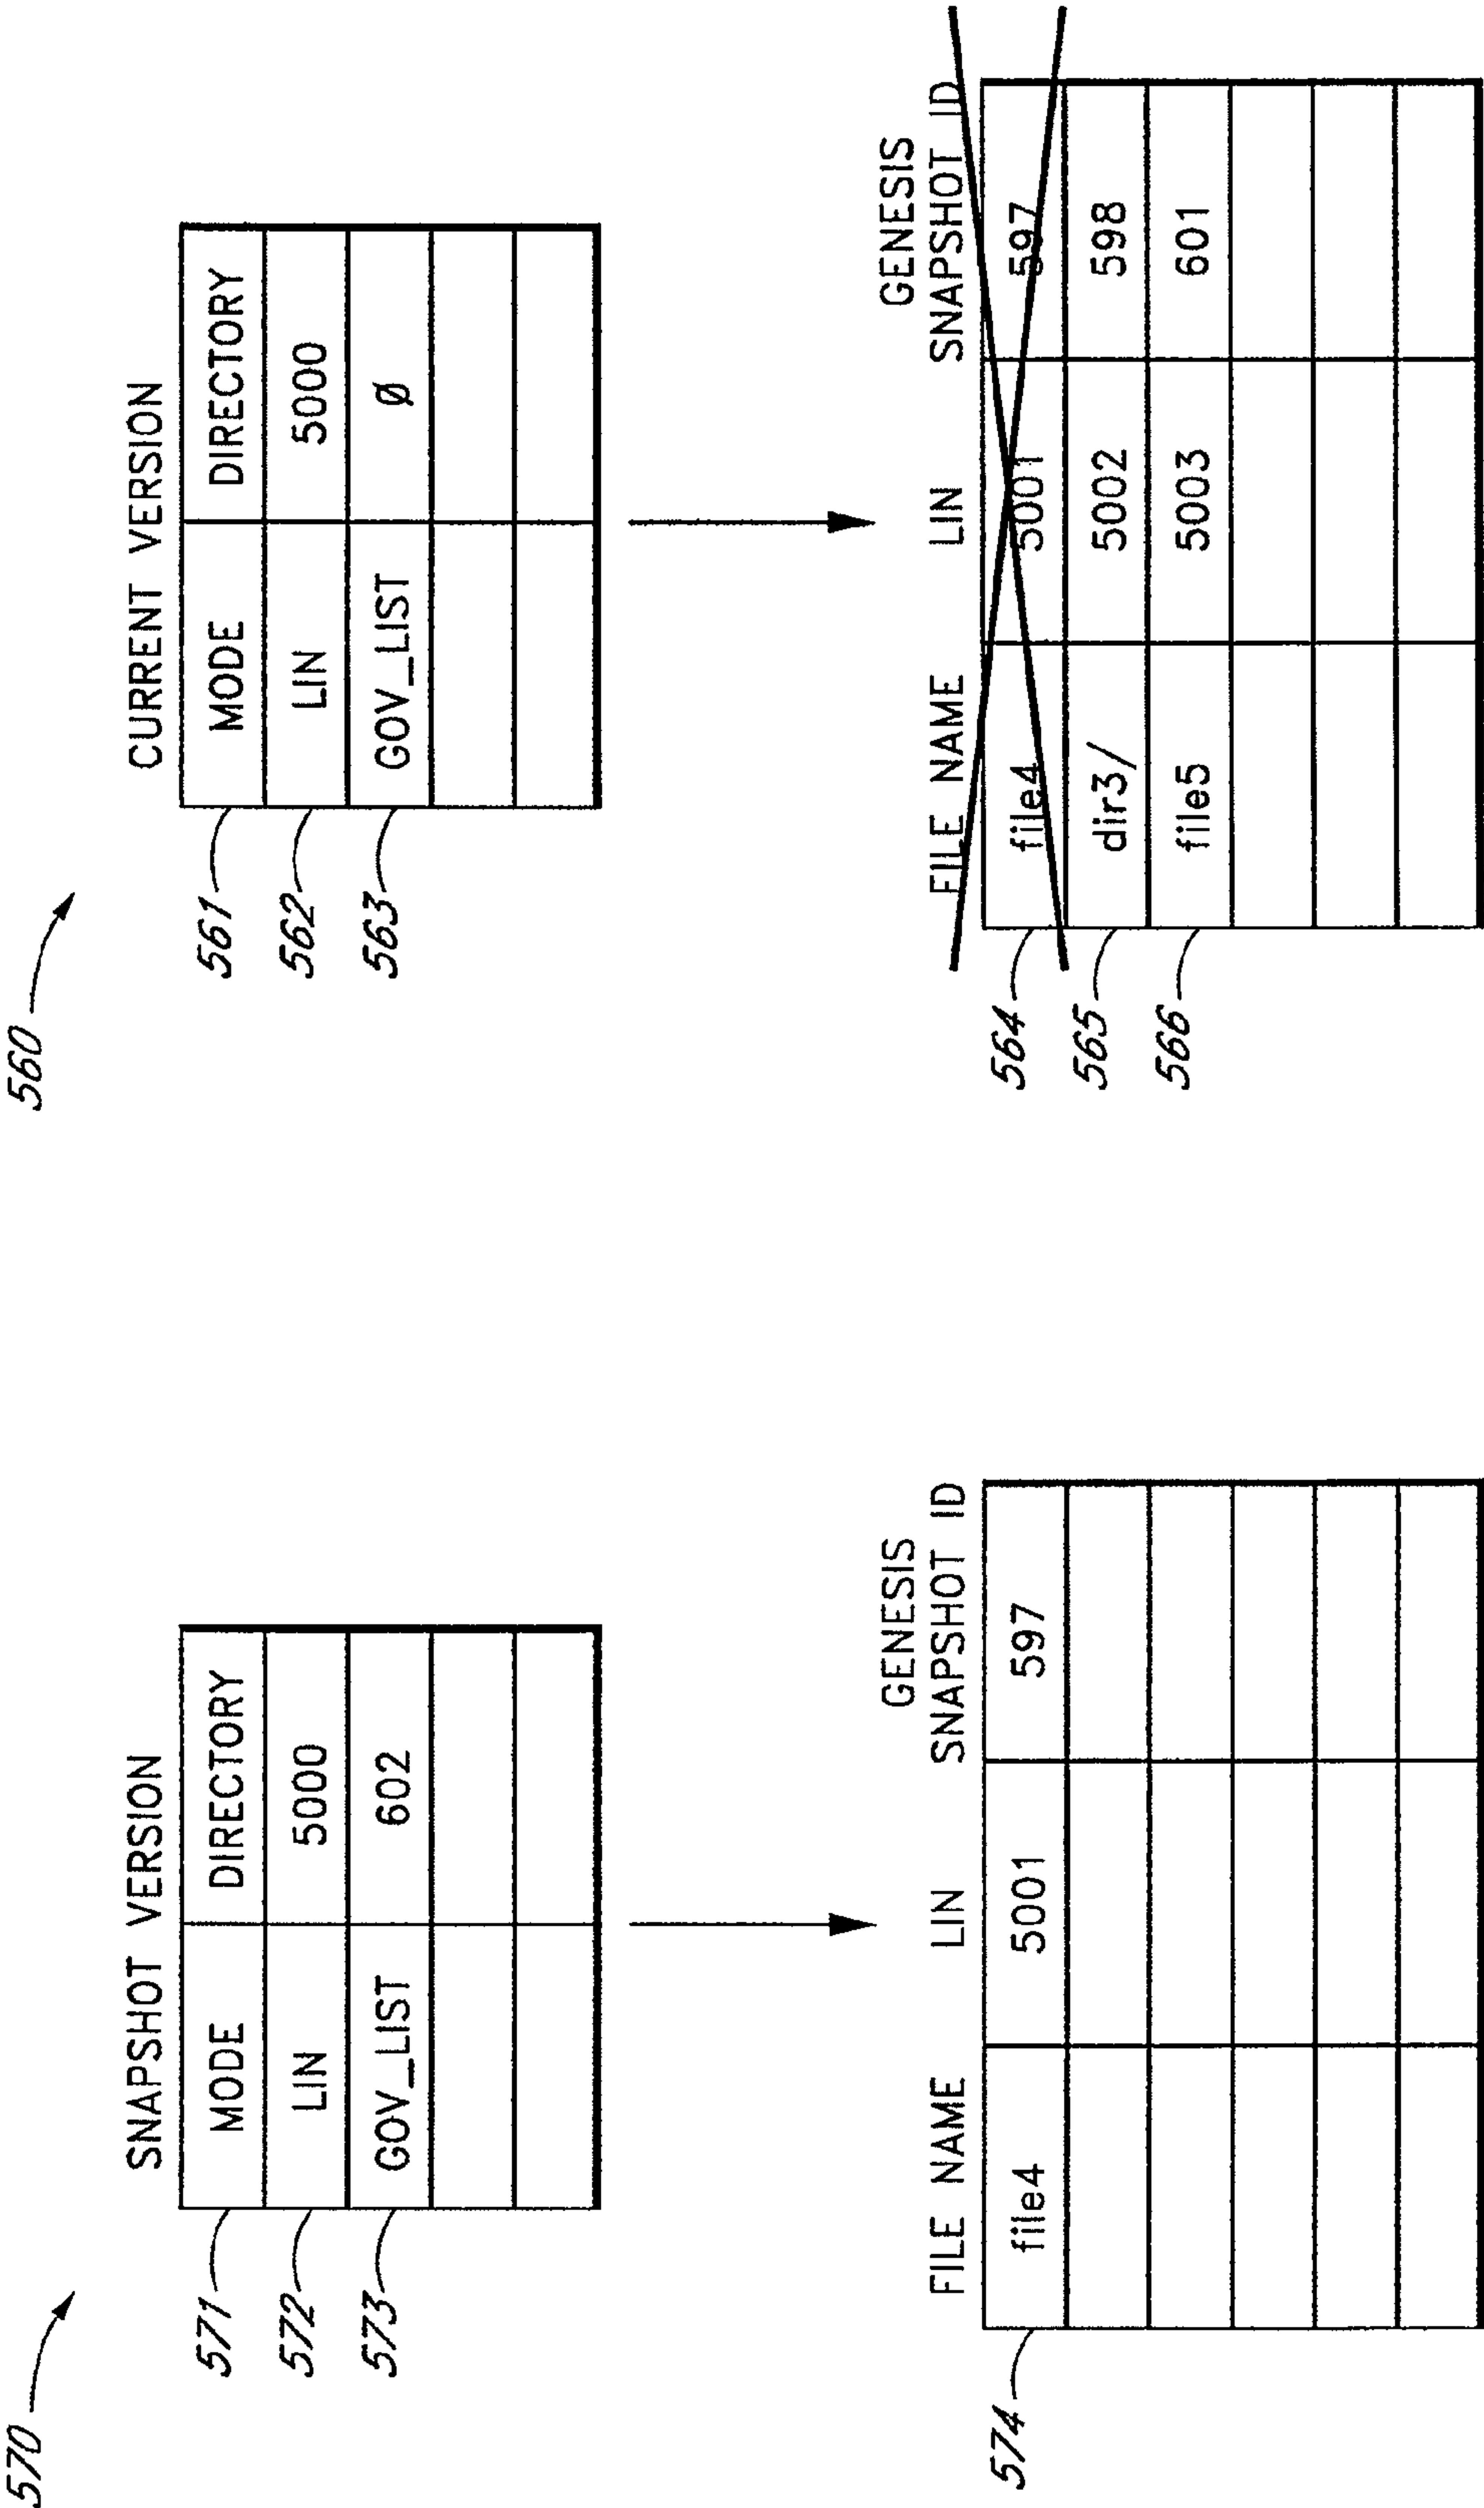 570
SNAPSHOT VERSION
571 MODE DIRECTORY
572 LIN 5000
573 GOV_LIST 602
GENESIS
FILE NAME LIN SNAPSHOT ID
574 file4 5001 597
560
CURRENT VERSION
561 MODE DIRECTORY
562 LIN 5000
563 GOV_LIST Ø
GENESIS
FILE NAME LIN SNAPSHOT ID
564 file4 5001 597
565 dir3/ 5002 598
566 file5 5003 601